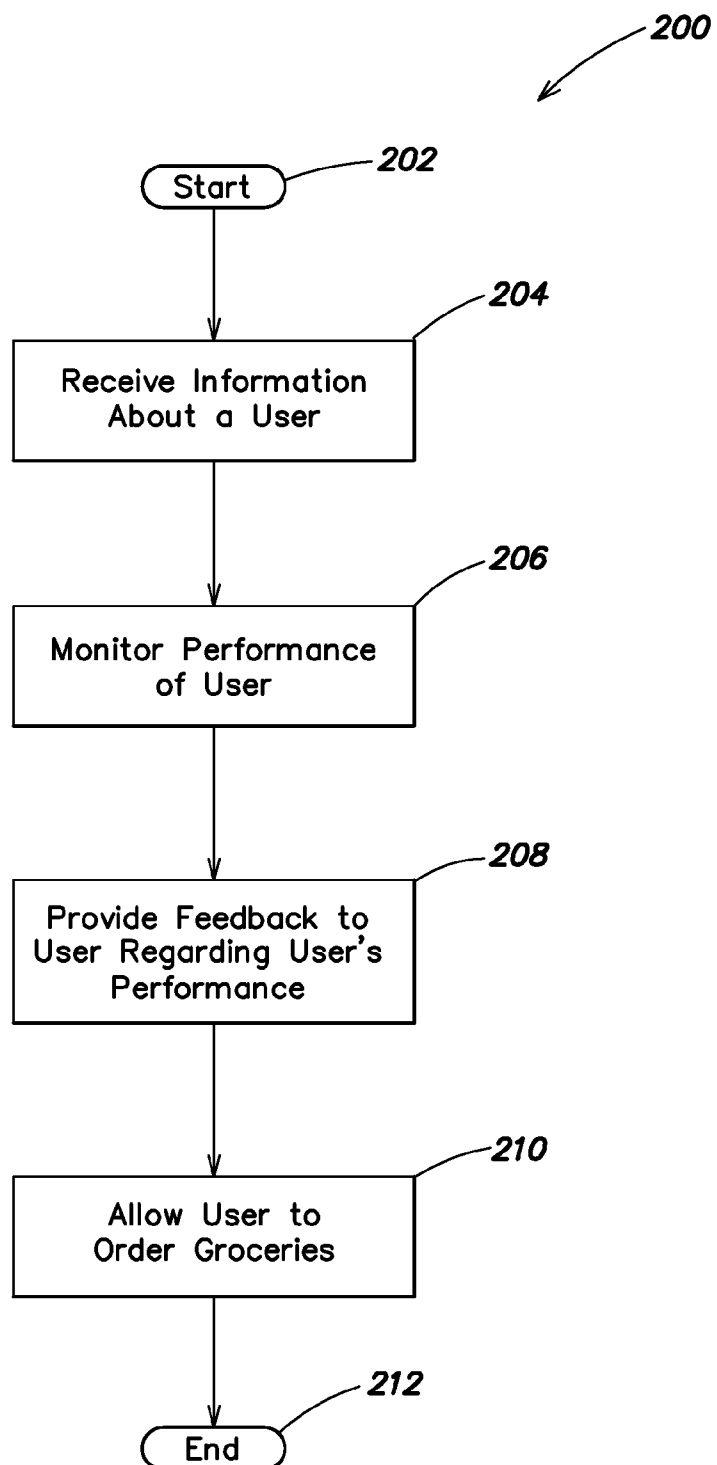 200
202
Start
204
Receive Information
About a User
206
Monitor Performance
of User
208
Provide Feedback to
User Regarding User's
Performance
210
Allow User to
Order Groceries
212
End